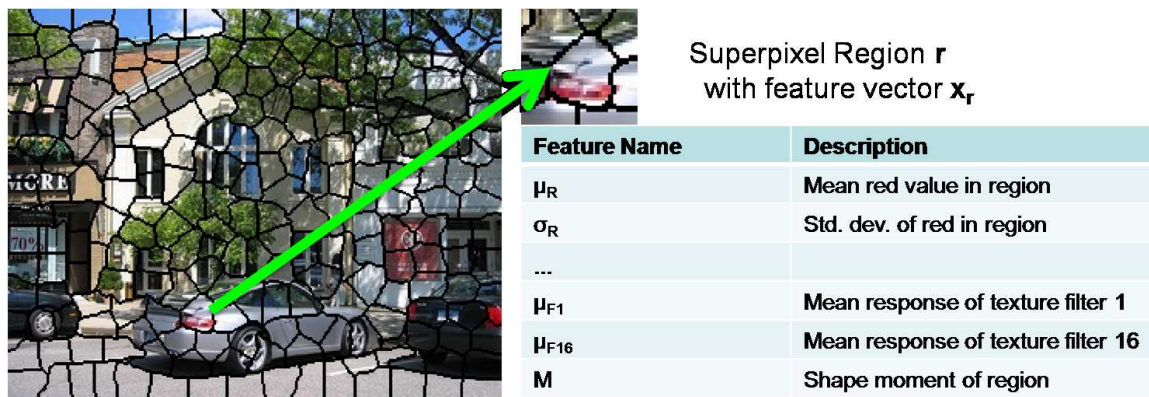 MORE
70%
Superpixel Region r
with feature vector xᵣ
Feature Name Description
μR Mean red value in region
σR Std. dev. of red in region
...
μF1 Mean response of texture filter 1
μF16 Mean response of texture filter 16
M Shape moment of region